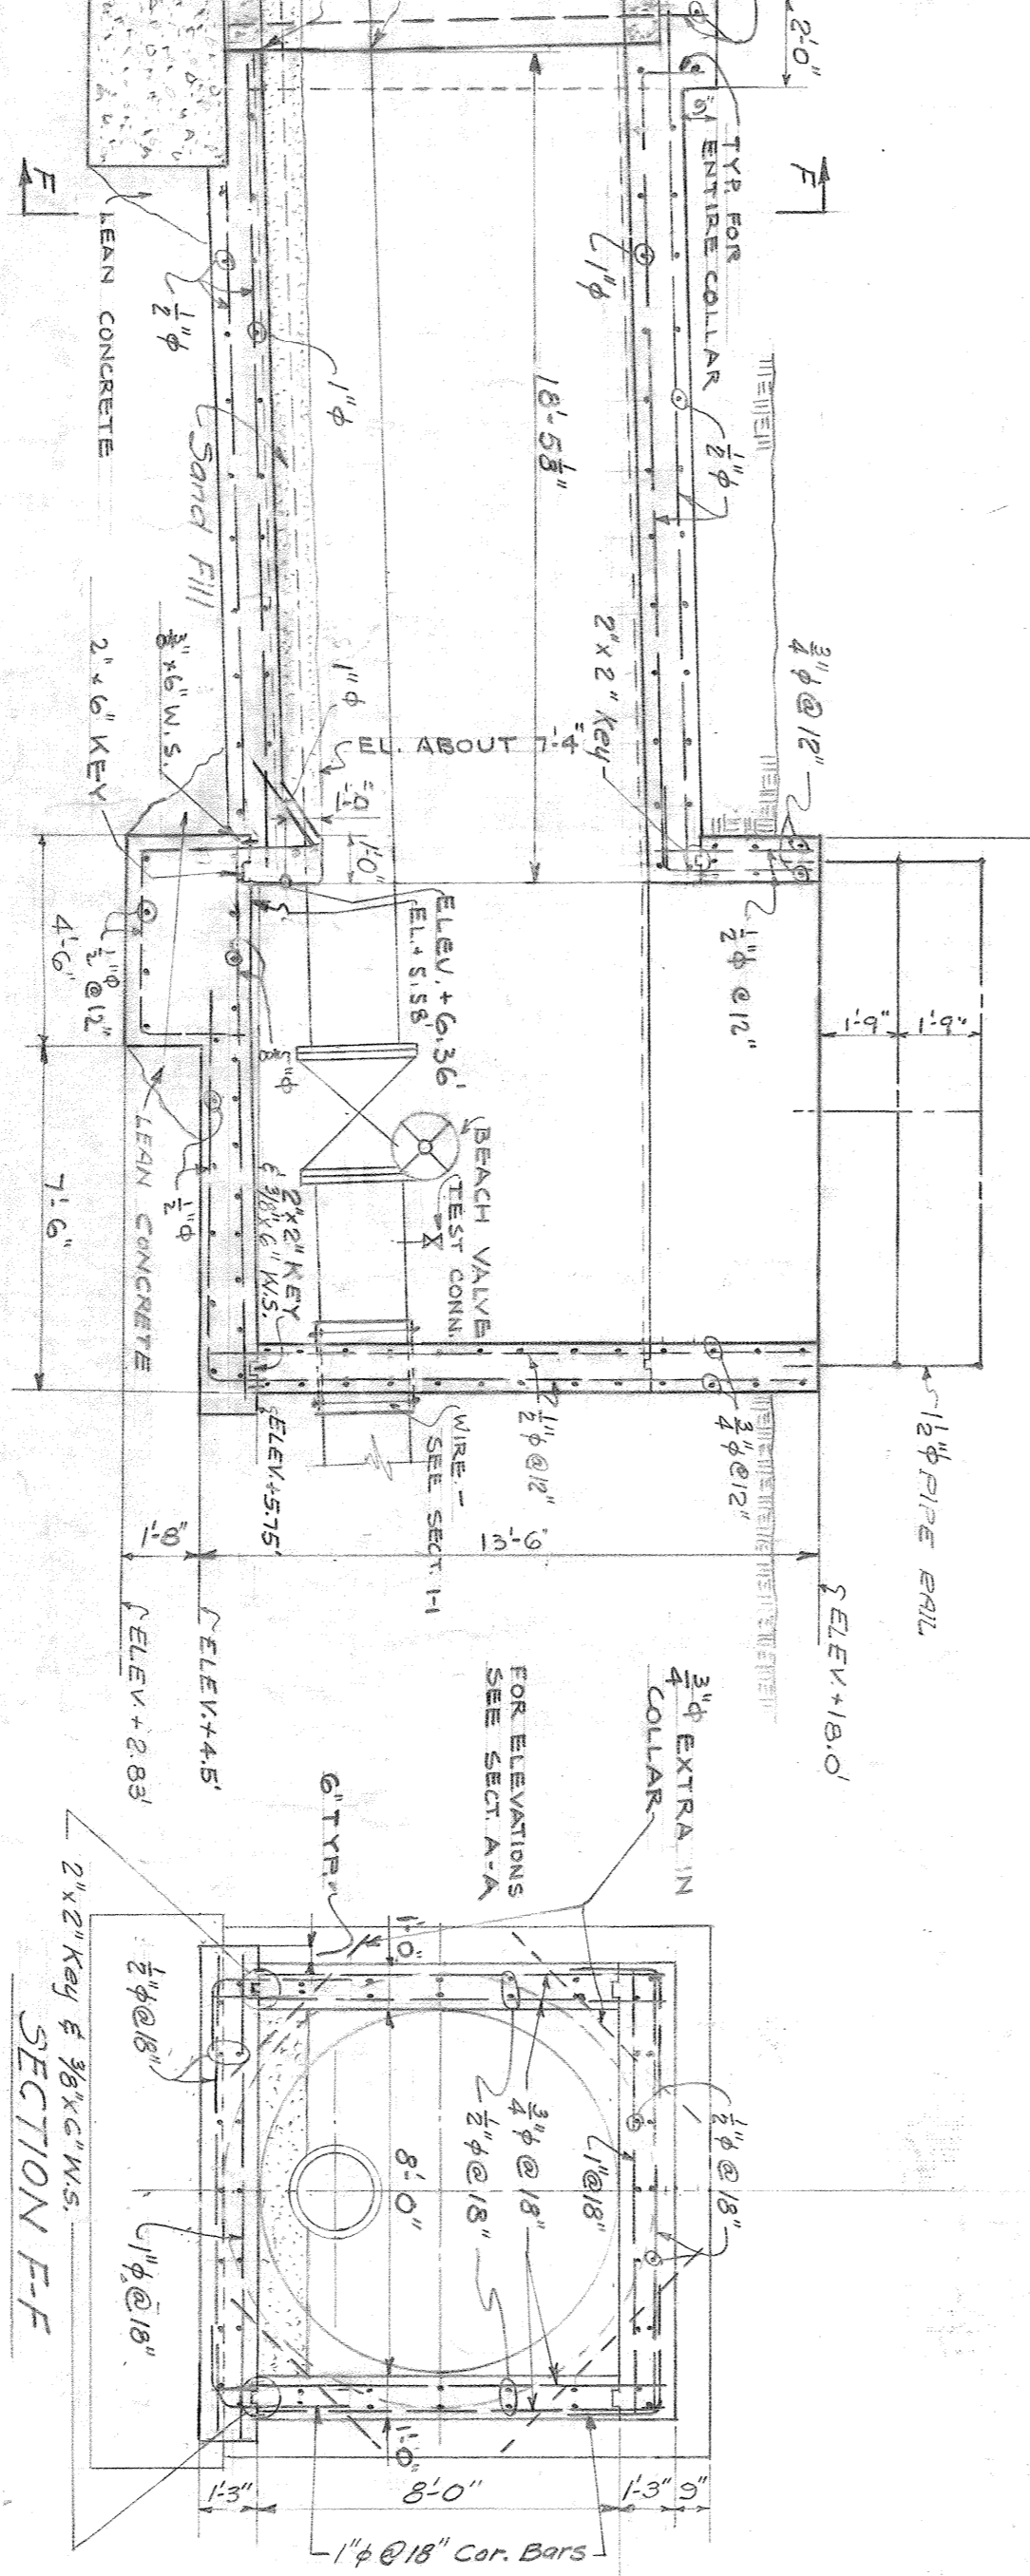 2'-0"
F
F
TYP. FOR
ENTIRE COLLAR
6"
1"φ
1/2"φ
LEAN CONCRETE
1/2"φ
1"φ
Sand Fill
18'-5 1/8"
3/4"φ@12"
2"x2" Key
1"φ
EL. ABOUT 7'-4"
3/8"x6" W.S.
2"x6" KEY
1'-0"
ELEV. + 6.36'
EL. + 5.58'
1/2"φ@12"
1'-9"
1'-9"
4'-6"
1/2"φ@12"
5/8"φ
1/2"φ
LEAN CONCRETE
7'-6"
BEACH VALVE
TEST CONN.
2"x2" KEY
& 3/8"x6" W.S.
ELEV.+5.75'
WIRE.-
SEE SECT. 1-1
1/2"φ@12"
3/4"φ@12"
1 1/2"φ PIPE RAIL
1'-8"
13'-6"
ELEV.+18.0'
ELEV.+4.5'
ELEV.+2.83'
3/4"φ EXTRA IN
COLLAR
FOR ELEVATIONS
SEE SECT. A-A
6" TYP.
1'-0"
8'-0"
1'-0"
1/2"φ@18"
1"@18"
3/4"φ@18"
1/2"φ@18"
1/2"φ@18"
1"φ@18"
2"x2" Key & 3/8"x6" W.S.
1'-3"
8'-0"
1'-3"
9"
1"φ@18" Cor. Bars
SECTION F-F